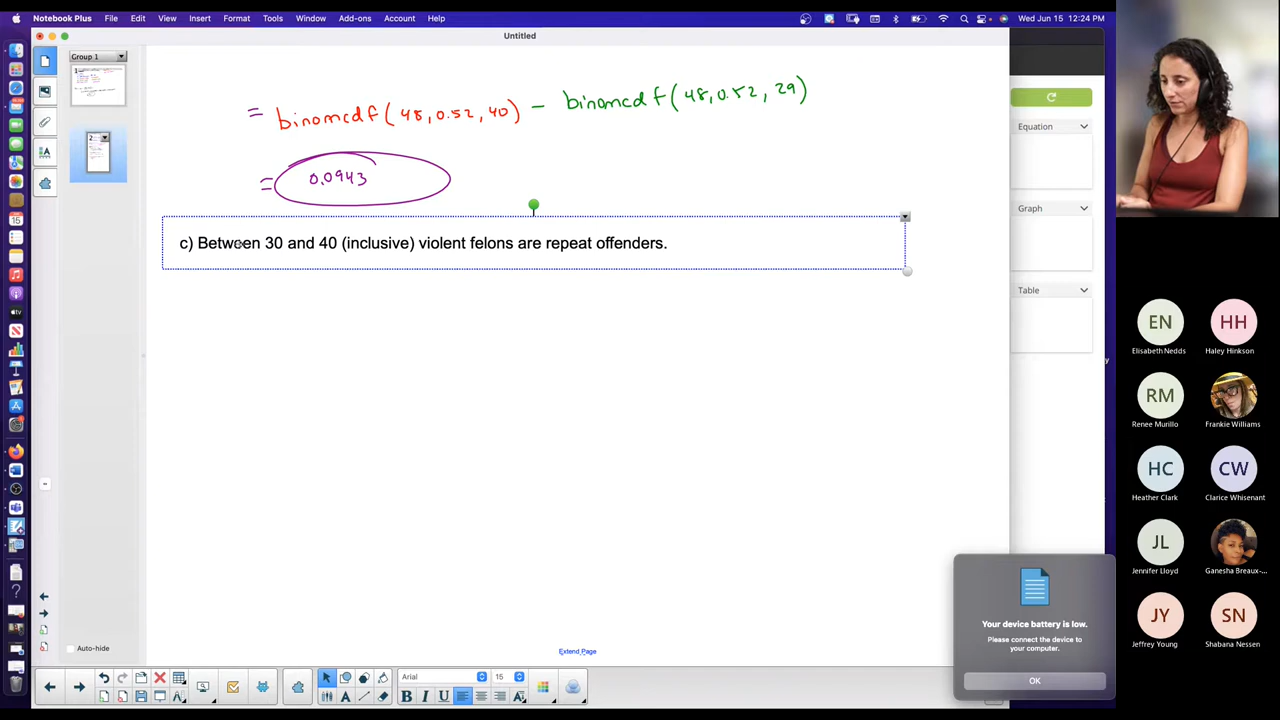 Notebook Plus File Edit View Insert Format Tools Window Add-ons Account Help Wed Jun 15 12:24 PM
Untitled
Group 1
= binomcdf(48,0.52,40) - binomcdf(48,0.52,29)
= 0.0943
c) Between 30 and 40 (inclusive) violent felons are repeat offenders.
Equation
Graph
Table
EN
Elisabeth Nedds
HH
Haley Hinkson
RM
Renee Murillo
Frankie Williams
HC
Heather Clark
CW
Clarice Whisenant
JL
Jennifer Lloyd
Ganesha Breaux-...
JY
Jeffrey Young
SN
Shabana Nessen
Your device battery is low.
Please connect the device to
your computer.
OK
Extend Page
Auto-hide
Arial 15
B I U